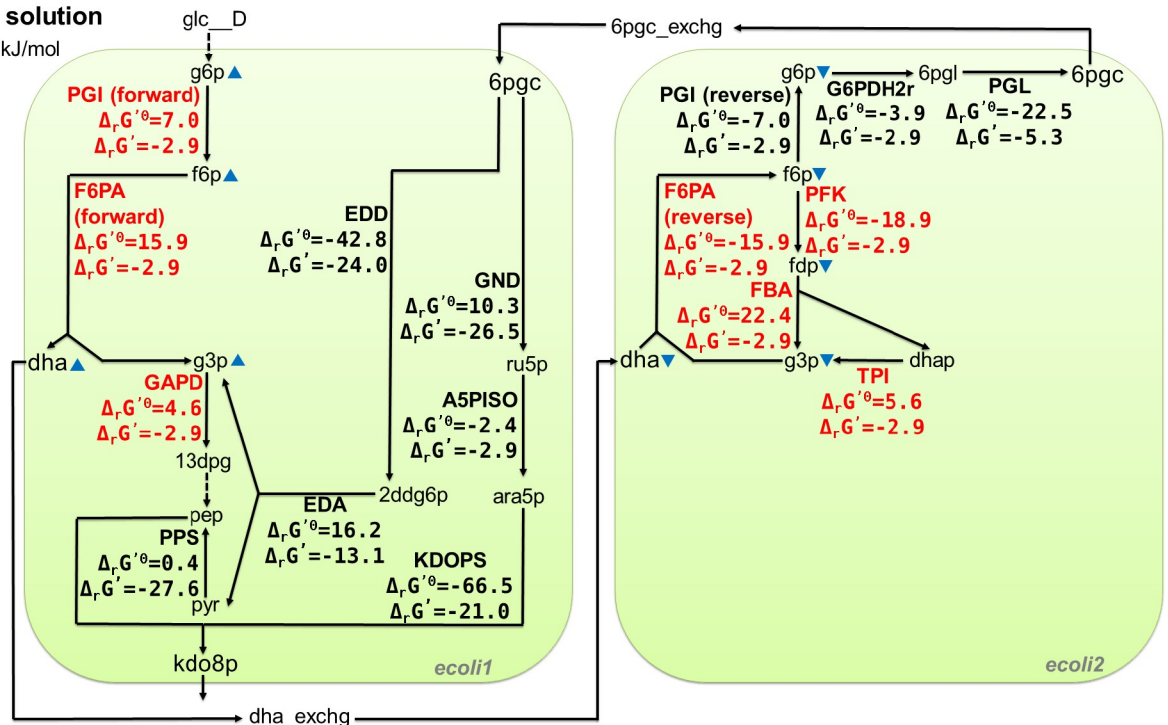 solution
kJ/mol
glc__D
g6p
PGI (forward)
ΔrG'⁰=7.0
ΔrG'=-2.9
f6p
F6PA
(forward)
ΔrG'⁰=15.9
ΔrG'=-2.9
dha
g3p
GAPD
ΔrG'⁰=4.6
ΔrG'=-2.9
13dpg
pep
PPS
ΔrG'⁰=0.4
ΔrG'=-27.6
pyr
kdo8p
dha_exchg
6pgc_exchg
6pgc
EDD
ΔrG'⁰=-42.8
ΔrG'=-24.0
GND
ΔrG'⁰=10.3
ΔrG'=-26.5
ru5p
A5PISO
ΔrG'⁰=-2.4
ΔrG'=-2.9
2ddg6p
ara5p
EDA
ΔrG'⁰=16.2
ΔrG'=-13.1
KDOPS
ΔrG'⁰=-66.5
ΔrG'=-21.0
ecoli1
g6p
6pgl
6pgc
PGI (reverse)
ΔrG'⁰=-7.0
ΔrG'=-2.9
G6PDH2r
ΔrG'⁰=-3.9
ΔrG'=-2.9
PGL
ΔrG'⁰=-22.5
ΔrG'=-5.3
f6p
F6PA
(reverse)
ΔrG'⁰=-15.9
ΔrG'=-2.9
PFK
ΔrG'⁰=-18.9
ΔrG'=-2.9
fdp
FBA
ΔrG'⁰=22.4
ΔrG'=-2.9
dha
g3p
dhap
TPI
ΔrG'⁰=5.6
ΔrG'=-2.9
ecoli2